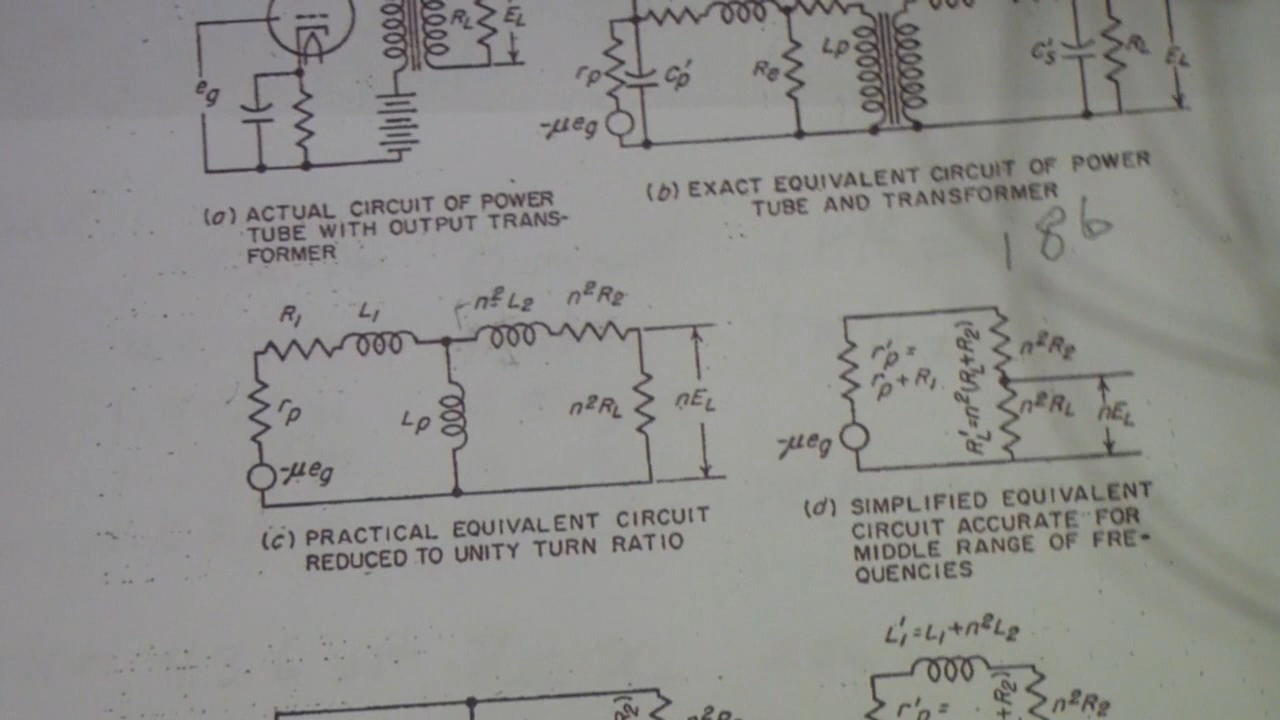 RL
EL
eg
rp
C'p
-μeg
Re
Lp
C's
RL
EL
(a) ACTUAL CIRCUIT OF POWER
TUBE WITH OUTPUT TRANS-
FORMER
(b) EXACT EQUIVALENT CIRCUIT OF POWER
TUBE AND TRANSFORMER
186
R1
L1
n²L2
n²R2
rp
Lp
n²RL
nEL
-μeg
(c) PRACTICAL EQUIVALENT CIRCUIT
REDUCED TO UNITY TURN RATIO
r'p =
rp + R1
R'L=n²(RL+R2)
n²R2
n²RL
nEL
-μeg
(d) SIMPLIFIED EQUIVALENT
CIRCUIT ACCURATE FOR
MIDDLE RANGE OF FRE-
QUENCIES
L'1=L1+n²L2
R2)
n²R2
r'p =
+R2)
n²R2